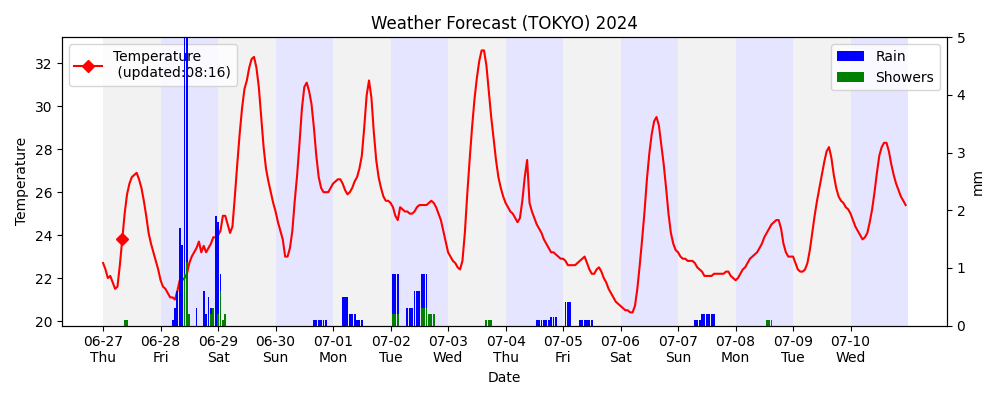 Weather Forecast (TOKYO) 2024
Temperature
(updated:08:16)
Rain
Showers
Temperature
32
30
28
26
24
22
20
5
4
3
2
1
0
mm
06-27 06-28 06-29 06-30 07-01 07-02 07-03 07-04 07-05 07-06 07-07 07-08 07-09 07-10
Thu Fri Sat Sun Mon Tue Wed Thu Fri Sat Sun Mon Tue Wed
Date